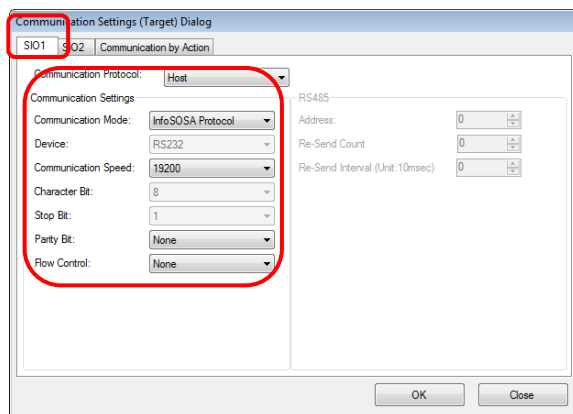 Communication Settings (Target) Dialog
SIO1 SIO2 Communication by Action
Communication Protocol: Host
Communication Settings RS485
Communication Mode: InfoSOSA Protocol Address: 0
Device: RS232 Re-Send Count 0
Communication Speed: 19200 Re-Send Interval (Unit:10msec) 0
Character Bit: 8
Stop Bit: 1
Parity Bit: None
Flow Control: None
OK Close